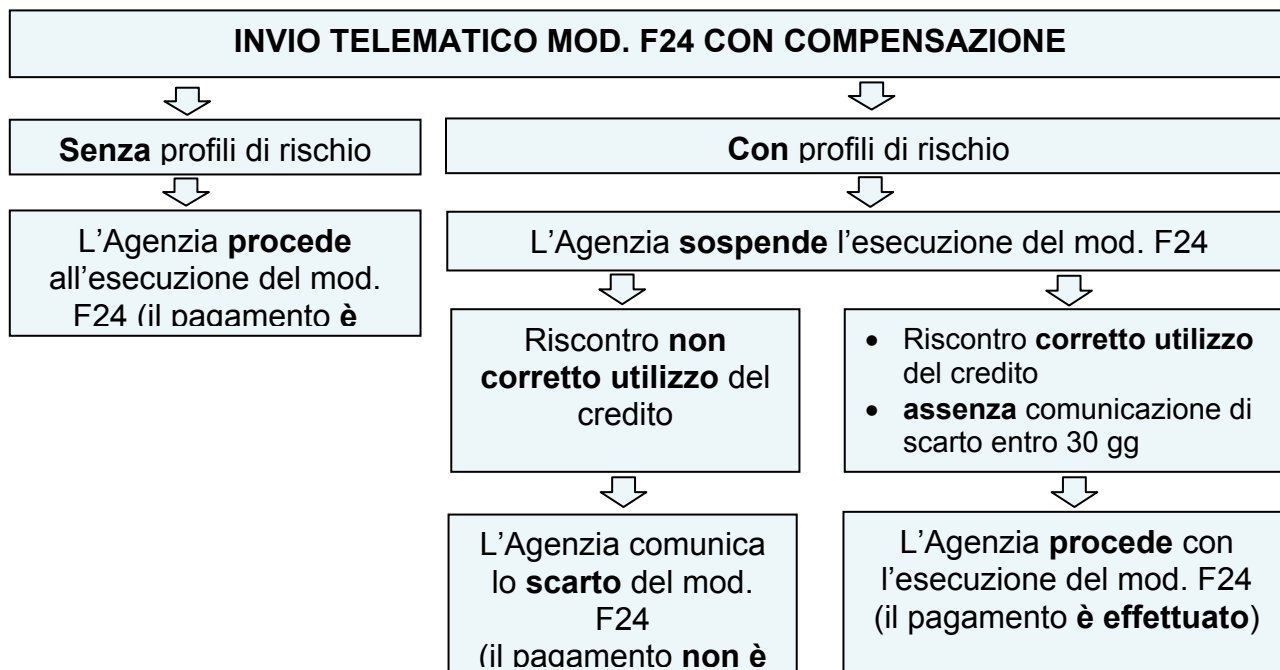 INVIO TELEMATICO MOD. F24 CON COMPENSAZIONE
Senza profili di rischio
L’Agenzia procede
all’esecuzione del mod.
F24 (il pagamento è
Con profili di rischio
L’Agenzia sospende l’esecuzione del mod. F24
Riscontro non
corretto utilizzo del
credito
L’Agenzia comunica
lo scarto del mod.
F24
(il pagamento non è
• Riscontro corretto utilizzo
del credito
• assenza comunicazione di
scarto entro 30 gg
L’Agenzia procede con
l’esecuzione del mod. F24
(il pagamento è effettuato)